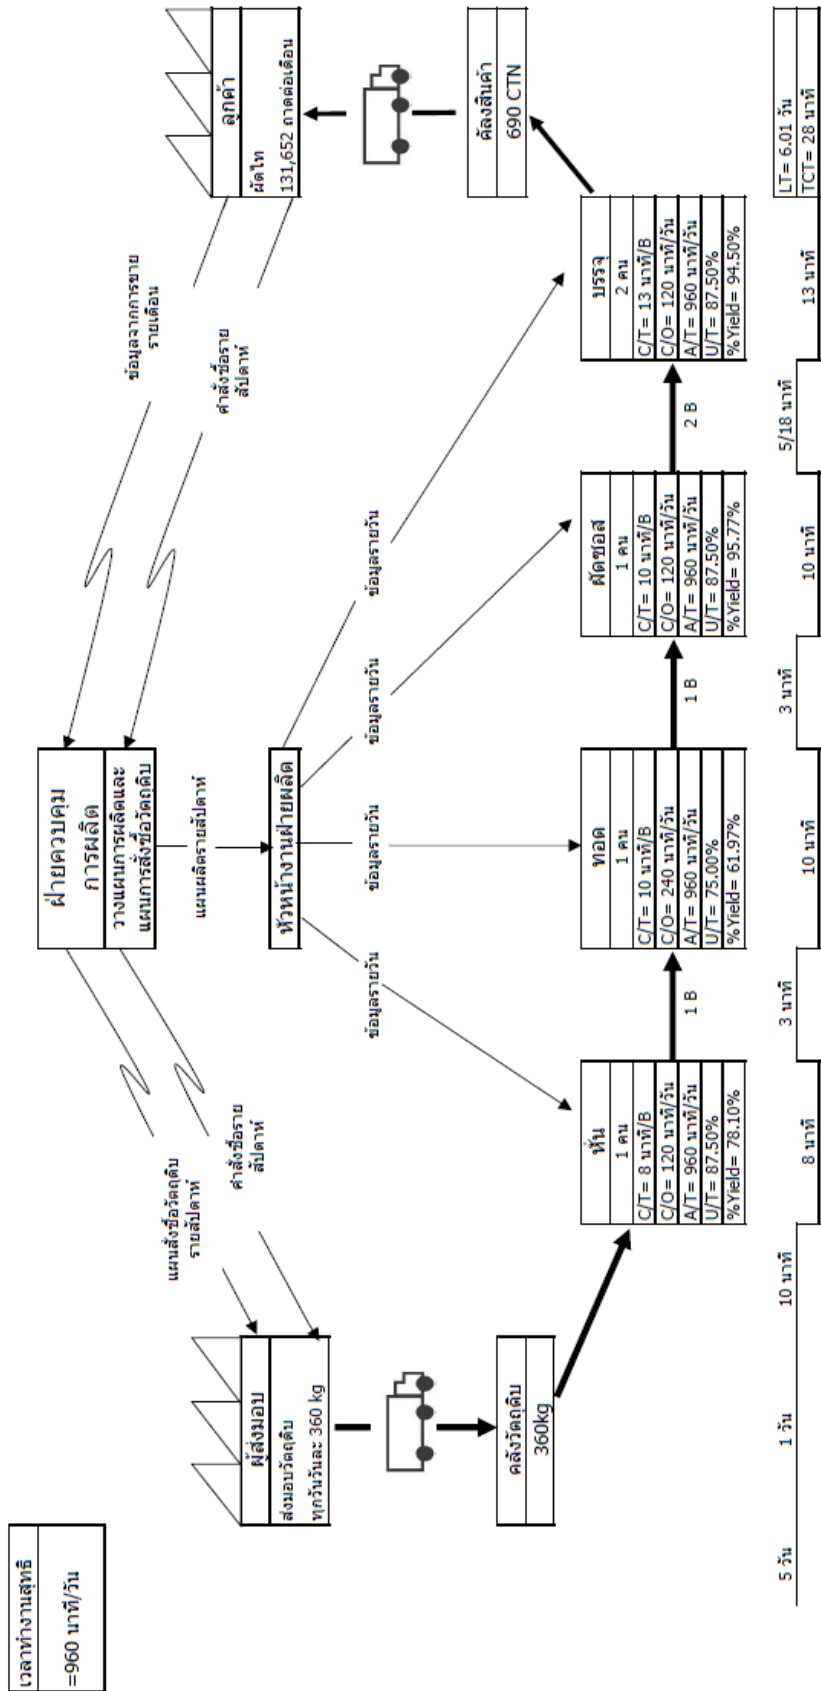 เวลาทำงานสุทธิ
=960 นาที/วัน
ฝ่ายควบคุม
การผลิต
วางแผนการผลิตและ
แผนการสั่งซื้อวัตถุดิบ
แผนสั่งซื้อวัตถุดิบ
รายสัปดาห์
คำสั่งซื้อราย
สัปดาห์
ข้อมูลจากการขาย
รายเดือน
คำสั่งซื้อราย
สัปดาห์
แผนผลิตรายสัปดาห์
ผู้ส่งมอบ
ส่งมอบวัตถุดิบ
ทุกวันวันละ 360 kg
หัวหน้างานฝ่ายผลิต
ลูกค้า
ผัดไท
131,652 ถาดต่อเดือน
ข้อมูลรายวัน
ข้อมูลรายวัน
ข้อมูลรายวัน
ข้อมูลรายวัน
คลังวัตถุดิบ
360kg
คลังสินค้า
690 CTN
หั่น
1 คน
C/T= 8 นาที/B
C/O= 120 นาที/วัน
A/T= 960 นาที/วัน
U/T= 87.50%
%Yield= 78.10%
1 B
ทอด
1 คน
C/T= 10 นาที/B
C/O= 240 นาที/วัน
A/T= 960 นาที/วัน
U/T= 75.00%
%Yield= 61.97%
1 B
ผัดซอส
1 คน
C/T= 10 นาที/B
C/O= 120 นาที/วัน
A/T= 960 นาที/วัน
U/T= 87.50%
%Yield= 95.77%
2 B
บรรจุ
2 คน
C/T= 13 นาที/B
C/O= 120 นาที/วัน
A/T= 960 นาที/วัน
U/T= 87.50%
%Yield= 94.50%
5 วัน
1 วัน
10 นาที
8 นาที
3 นาที
10 นาที
3 นาที
10 นาที
5/18 นาที
13 นาที
LT= 6.01 วัน
TCT= 28 นาที